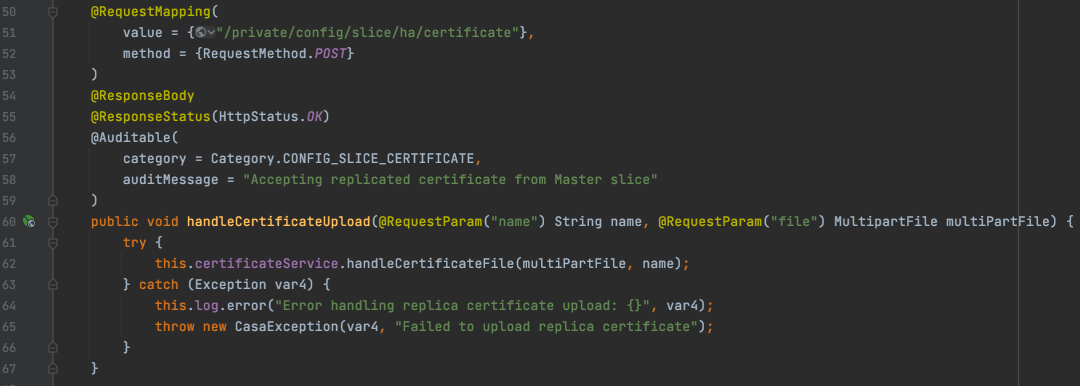 50 @RequestMapping(
51 value = {"/private/config/slice/ha/certificate"},
52 method = {RequestMethod.POST}
53 )
54 @ResponseBody
55 @ResponseStatus(HttpStatus.OK)
56 @Auditable(
57 category = Category.CONFIG_SLICE_CERTIFICATE,
58 auditMessage = "Accepting replicated certificate from Master slice"
59 )
60 public void handleCertificateUpload(@RequestParam("name") String name, @RequestParam("file") MultipartFile multiPartFile) {
61 try {
62 this.certificateService.handleCertificateFile(multiPartFile, name);
63 } catch (Exception var4) {
64 this.log.error("Error handling replica certificate upload: {}", var4);
65 throw new CasaException(var4, "Failed to upload replica certificate");
66 }
67 }